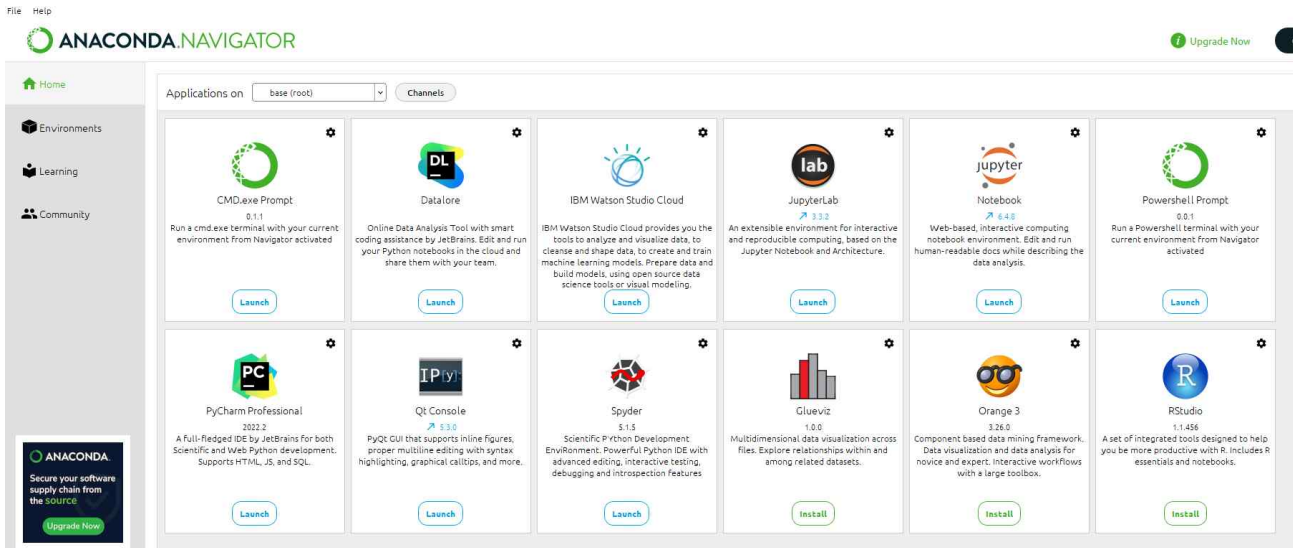 File Help
ANACONDA.NAVIGATOR
Upgrade Now
Home
Environments
Learning
Community
Applications on base (root) Channels
CMD.exe Prompt
0.1.1
Run a cmd.exe terminal with your current
environment from Navigator activated
Launch
DL
Datalore
Online Data Analysis Tool with smart
coding assistance by JetBrains. Edit and run
your Python notebooks in the cloud and
share them with your team.
Launch
IBM Watson Studio Cloud
IBM Watson Studio Cloud provides you the
tools to analyze and visualize data, to
cleanse and shape data, to create and train
machine learning models. Prepare data and
build models, using open source data
science tools or visual modeling.
Launch
lab
JupyterLab
3.3.2
An extensible environment for interactive
and reproducible computing, based on the
Jupyter Notebook and Architecture.
Launch
jupyter
Notebook
6.4.8
Web-based, interactive computing
notebook environment. Edit and run
human-readable docs while describing the
data analysis.
Launch
Powershell Prompt
0.0.1
Run a Powershell terminal with your
current environment from Navigator
activated
Launch
PC
PyCharm Professional
2022.2
A full-fledged IDE by JetBrains for both
Scientific and Web Python development.
Supports HTML, JS, and SQL.
Launch
IP[y]:
Qt Console
5.3.0
PyQt GUI that supports inline figures,
proper multiline editing with syntax
highlighting, graphical calltips, and more.
Launch
Spyder
5.1.5
Scientific PYthon Development
EnviRonment. Powerful Python IDE with
advanced editing, interactive testing,
debugging and introspection features
Launch
Glueviz
1.0.0
Multidimensional data visualization across
files. Explore relationships within and
among related datasets.
Install
Orange 3
3.26.0
Component based data mining framework.
Data visualization and data analysis for
novice and expert. Interactive workflows
with a large toolbox.
Install
R
RStudio
1.1.456
A set of integrated tools designed to help
you be more productive with R. Includes R
essentials and notebooks.
Install
ANACONDA.
Secure your software
supply chain from
the source
Upgrade Now